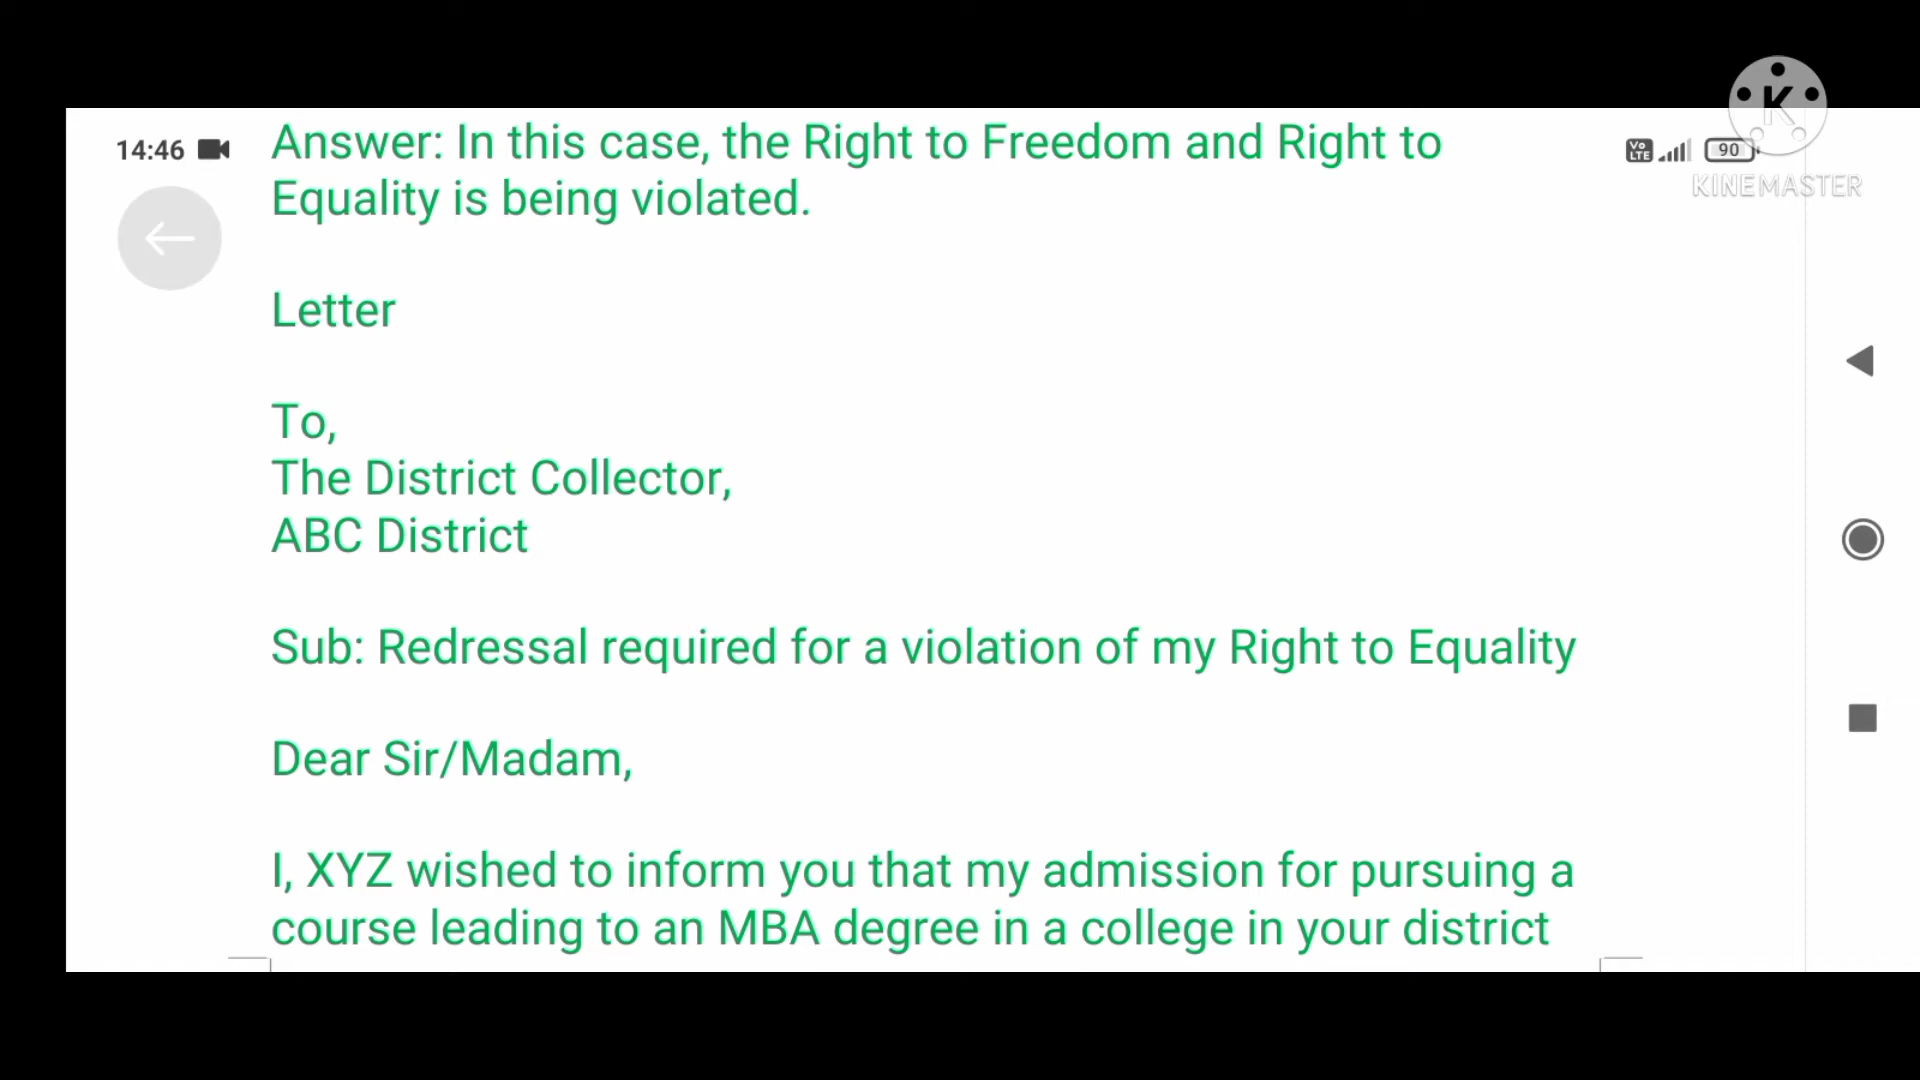 14:46
Answer: In this case, the Right to Freedom and Right to
Equality is being violated.
Vo LTE
90
K
KINEMASTER
Letter
To,
The District Collector,
ABC District
Sub: Redressal required for a violation of my Right to Equality
Dear Sir/Madam,
I, XYZ wished to inform you that my admission for pursuing a
course leading to an MBA degree in a college in your district